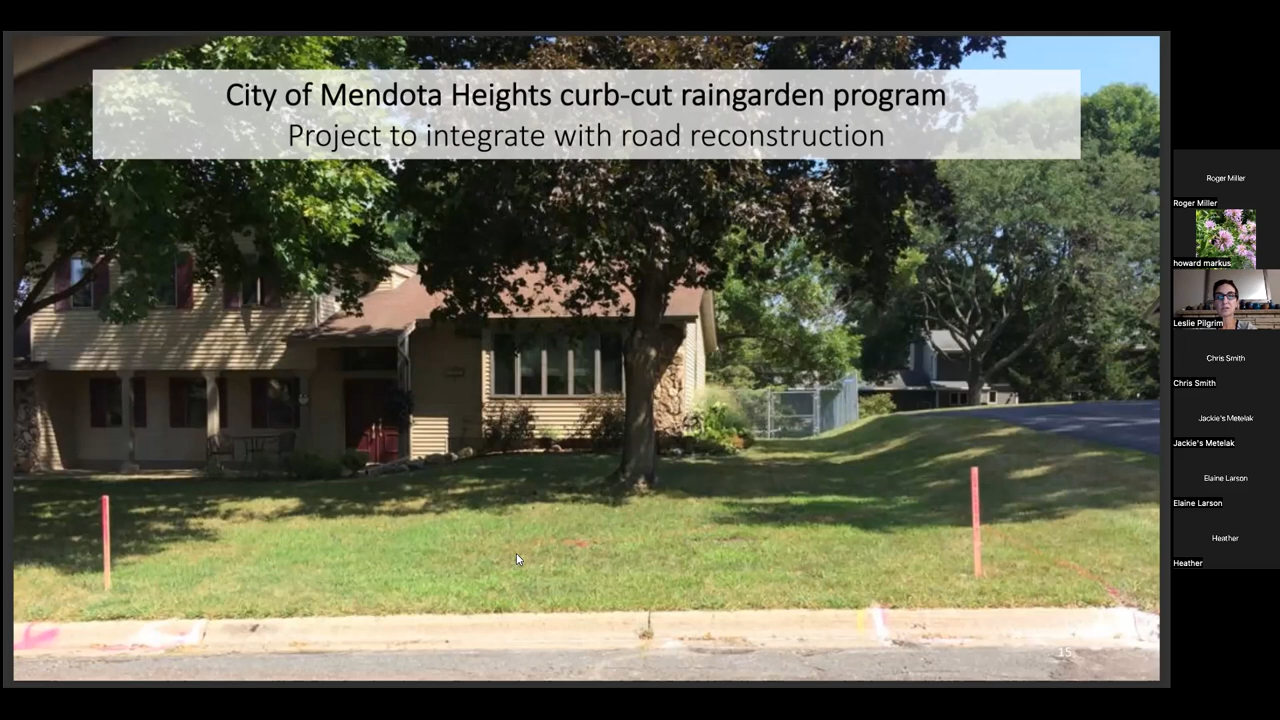 City of Mendota Heights curb-cut raingarden program
Project to integrate with road reconstruction
15
Roger Miller
Roger Miller
howard markus
Leslie Pilgrim
Chris Smith
Chris Smith
Jackie's Metelak
Jackie's Metelak
Elaine Larson
Elaine Larson
Heather
Heather